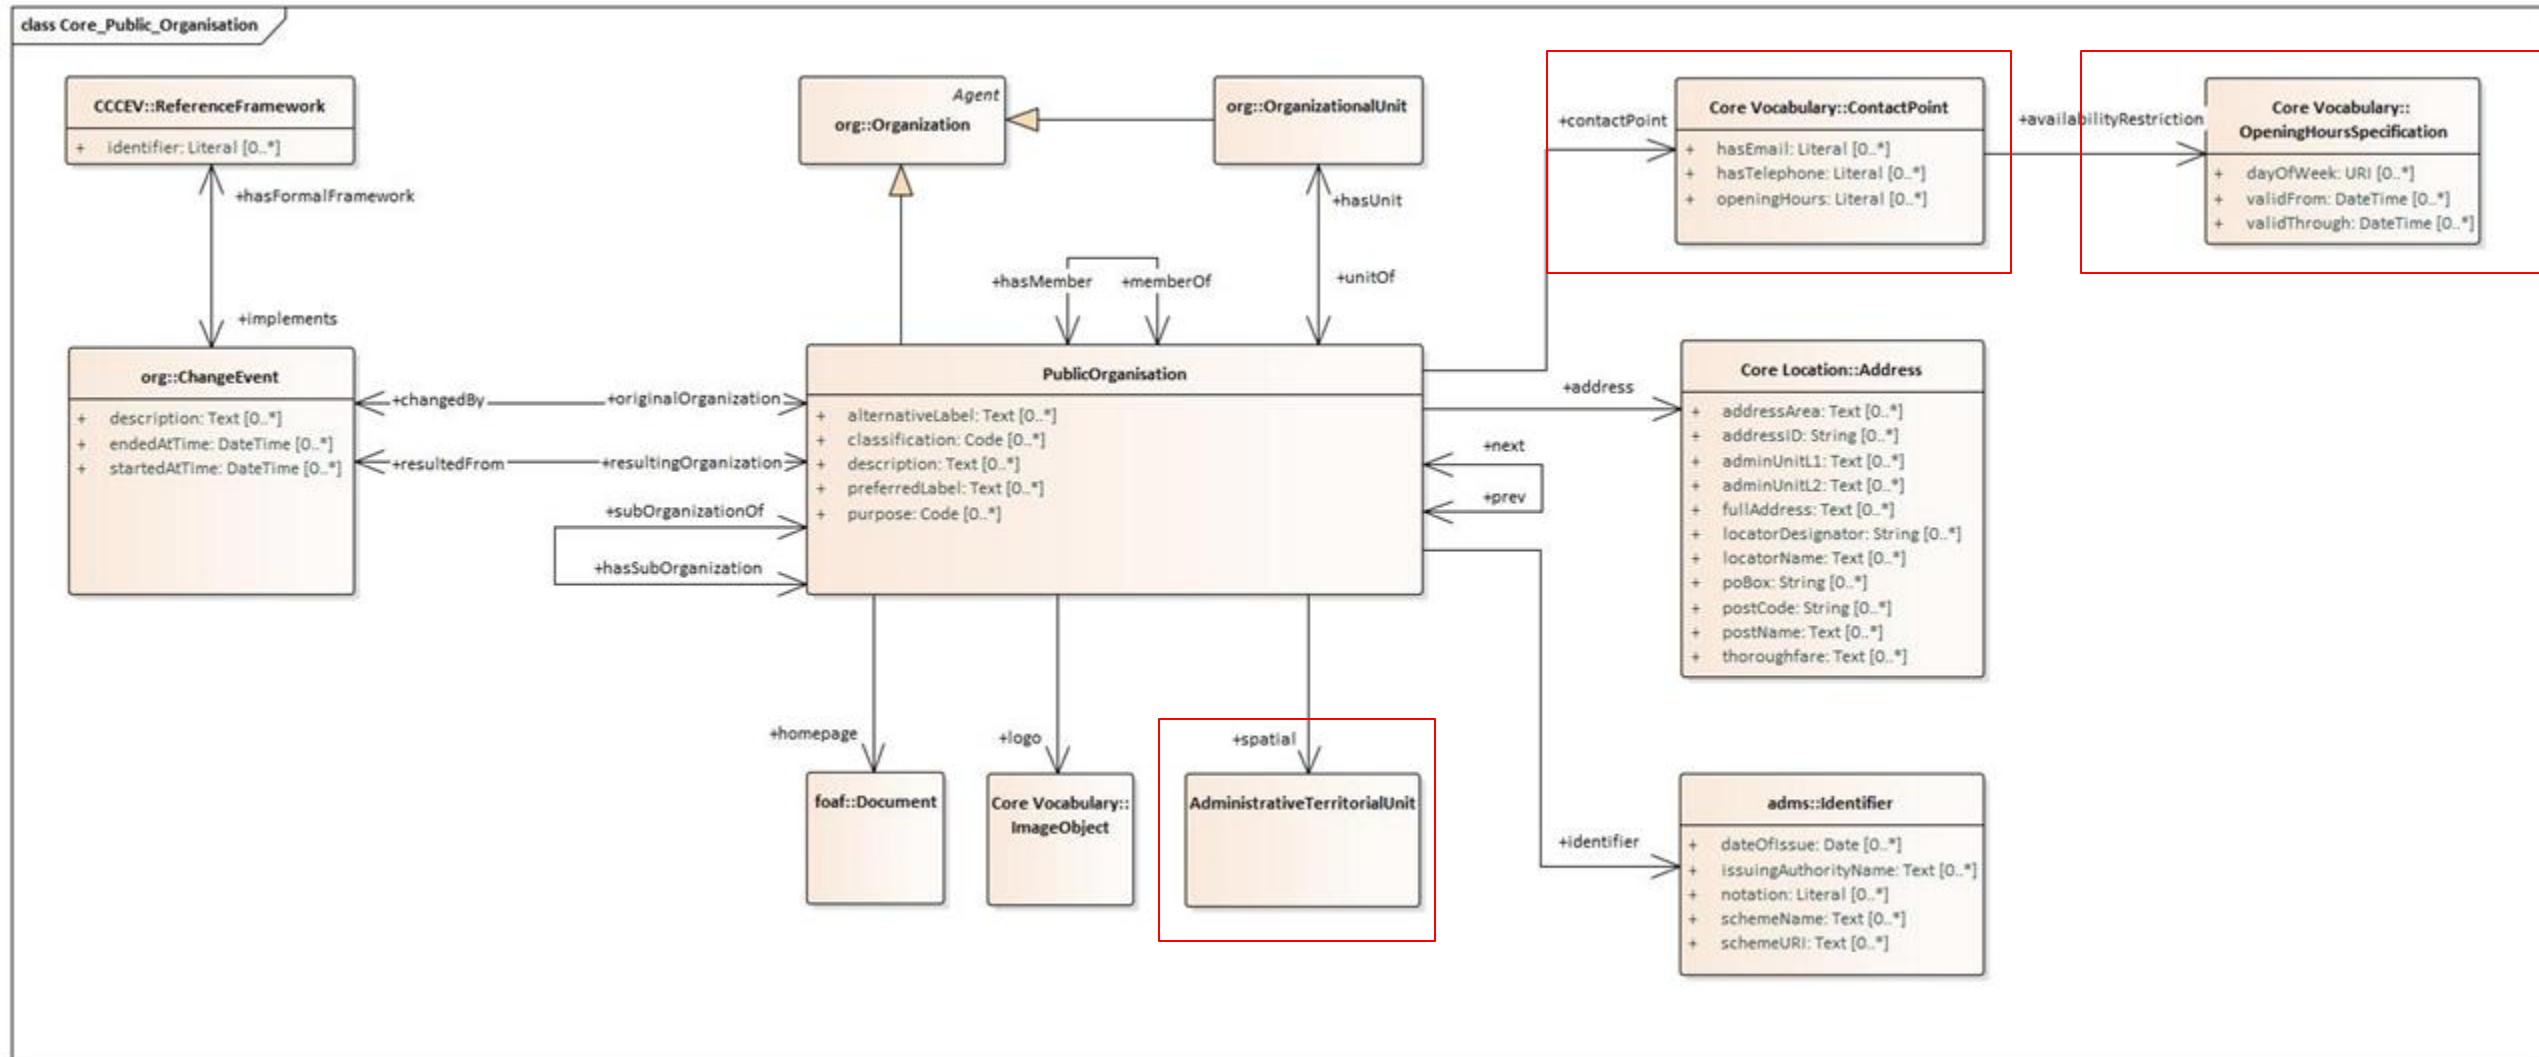 class Core_Public_Organisation
CCCEV::ReferenceFramework
+ identifier: Literal [0..*]
+hasFormalFramework
+implements
org::ChangeEvent
+ description: Text [0..*]
+ endedAtTime: DateTime [0..*]
+ startedAtTime: DateTime [0..*]
+changedBy
+originalOrganization
+resultedFrom
+resultingOrganization
+subOrganizationOf
+hasSubOrganization
Agent
org::Organization
org::OrganizationalUnit
+hasUnit
+unitOf
+hasMember
+memberOf
PublicOrganisation
+ alternativeLabel: Text [0..*]
+ classification: Code [0..*]
+ description: Text [0..*]
+ preferredLabel: Text [0..*]
+ purpose: Code [0..*]
+contactPoint
Core Vocabulary::ContactPoint
+ hasEmail: Literal [0..*]
+ hasTelephone: Literal [0..*]
+ openingHours: Literal [0..*]
+availabilityRestriction
Core Vocabulary::
OpeningHoursSpecification
+ dayOfWeek: URI [0..*]
+ validFrom: DateTime [0..*]
+ validThrough: DateTime [0..*]
+address
Core Location::Address
+ addressArea: Text [0..*]
+ addressID: String [0..*]
+ adminUnitL1: Text [0..*]
+ adminUnitL2: Text [0..*]
+ fullAddress: Text [0..*]
+ locatorDesignator: String [0..*]
+ locatorName: Text [0..*]
+ poBox: String [0..*]
+ postCode: String [0..*]
+ postName: Text [0..*]
+ thoroughfare: Text [0..*]
+next
+prev
+homepage
foaf::Document
+logo
Core Vocabulary::
ImageObject
+spatial
AdministrativeTerritorialUnit
+identifier
adms::Identifier
+ dateOfIssue: Date [0..*]
+ issuingAuthorityName: Text [0..*]
+ notation: Literal [0..*]
+ schemeName: Text [0..*]
+ schemeURI: Text [0..*]